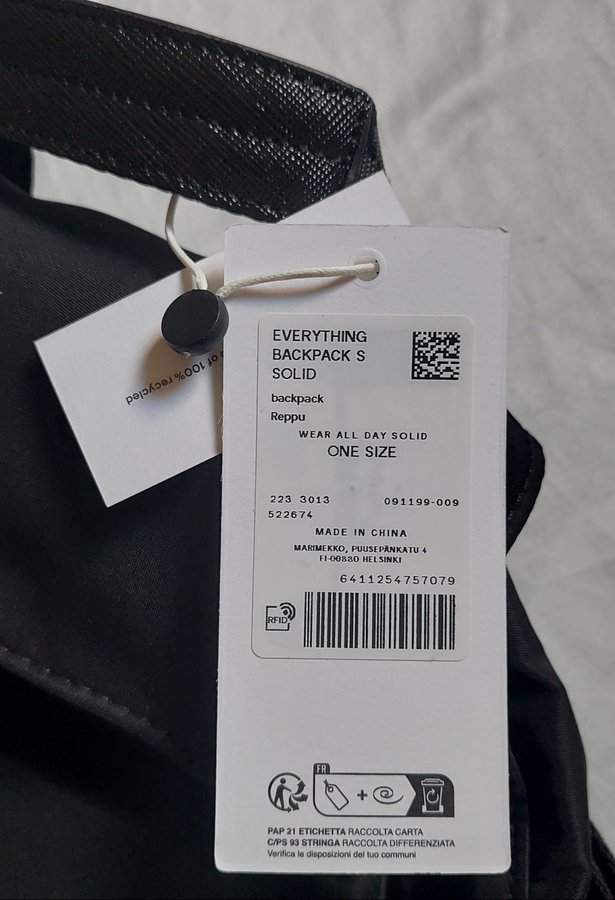 EVERYTHING
BACKPACK S
SOLID
backpack
Reppu
WEAR ALL DAY SOLID
ONE SIZE
223 3013 091199-009
522674
MADE IN CHINA
MARIMEKKO, PUUSEPÄNKATU 4
FI-00880 HELSINKI
6411254757079
RFID
FR
PAP 21 ETICHETTA RACCOLTA CARTA
C/PS 93 STRINGA RACCOLTA DIFFERENZIATA
Verifica le disposizioni del tuo comuni
of 100% recycled